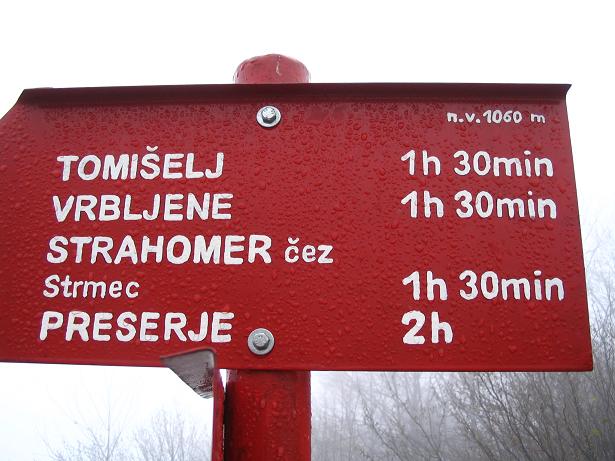 n.v. 1060 m
TOMIŠELJ 1h 30min
VRBLJENE 1h 30min
STRAHOMER čez
Strmec 1h 30min
PRESERJE 2h